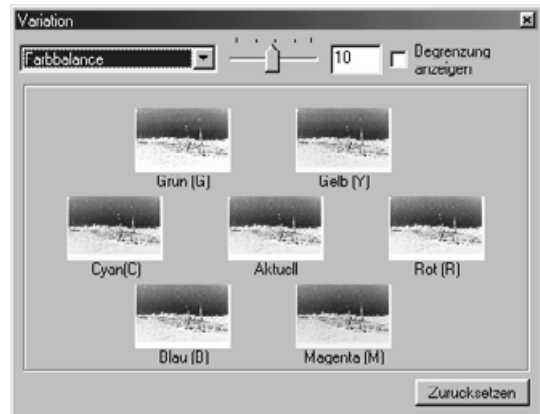 Variation
Farbbalance
10
Begrenzung
anzeigen
Grun (G)
Gelb (Y)
Cyan(C)
Aktuell
Rot (R)
Blau (B)
Magenta (M)
Zurucksetzen